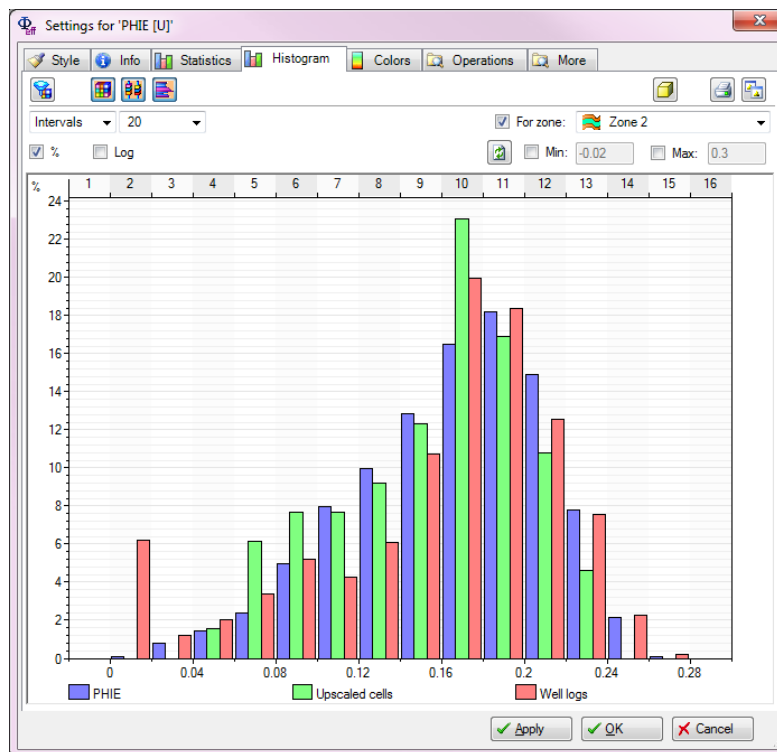 Φ Eff Settings for 'PHIE [U]'
Style Info Statistics Histogram Colors Operations More
Intervals 20 For zone: Zone 2
% Log Min: -0.02 Max: 0.3
% 1 2 3 4 5 6 7 8 9 10 11 12 13 14 15 16
24
22
20
18
16
14
12
10
8
6
4
2
0
0 0.04 0.08 0.12 0.16 0.2 0.24 0.28
PHIE Upscaled cells Well logs
Apply OK Cancel